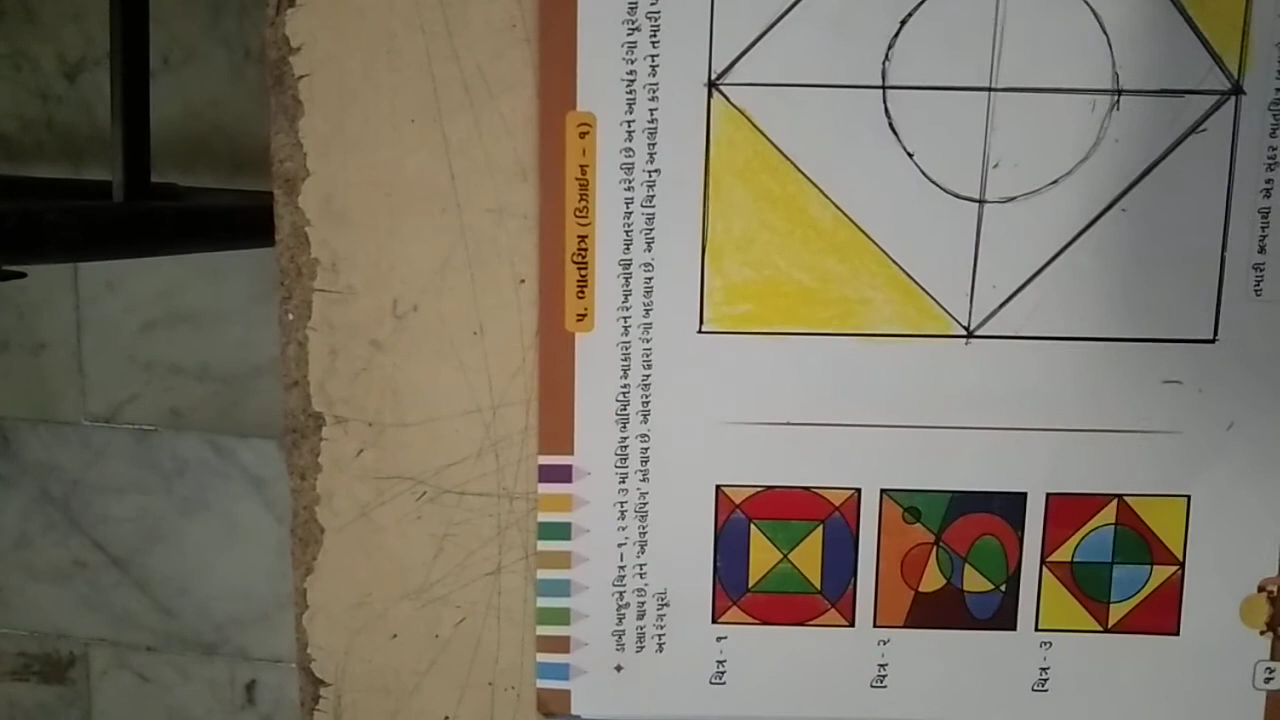 ૫. ભાતચિત્ર (ડિઝાઈન – ૧)
ડાબી બાજુએ ચિત્ર – ૧, ૨ અને ૩ માં વિવિધ ભૌમિતિક આકારો અને રેખાઓથી ભાતરચના કરેલી છે અને આકર્ષક રંગો પૂરેલા
પસાર થાય છે, તેને ‘ઓવરલેપિંગ’ કહેવાય છે. ઓવરલેપ દ્વારા રંગો બદલાય છે. આપેલાં ચિત્રોનું અવલોકન કરો અને તમારી
અને રંગ પૂરો.
ચિત્ર - ૧
ચિત્ર - ૨
ચિત્ર - ૩
તમારી કલ્પનાથી એક સુંદર ભાતચિત્ર
૧૨